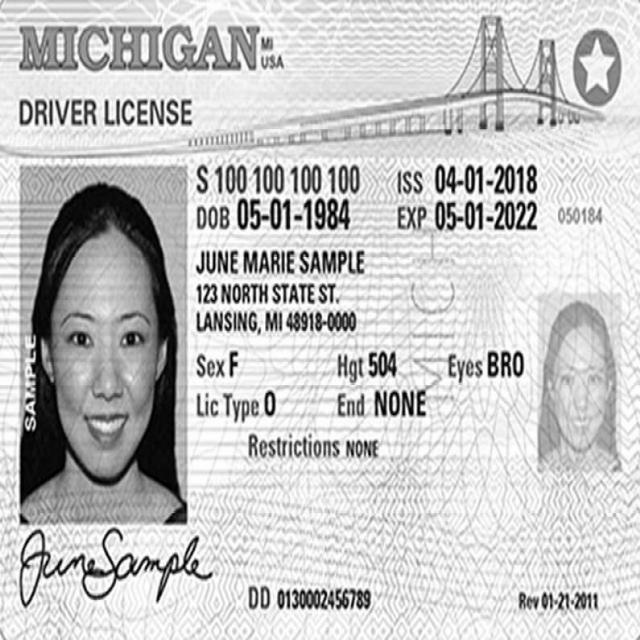 MICHIGAN MI USA
DRIVER LICENSE
S 100 100 100 100 ISS 04-01-2018
DOB 05-01-1984 EXP 05-01-2022 050184
JUNE MARIE SAMPLE
123 NORTH STATE ST.
LANSING, MI 48918-0000
Sex F Hgt 504 Eyes BRO
Lic Type O End NONE
Restrictions NONE
SAMPLE
MICH
June Sample
DD 0130002456789 Rev 01-21-2011